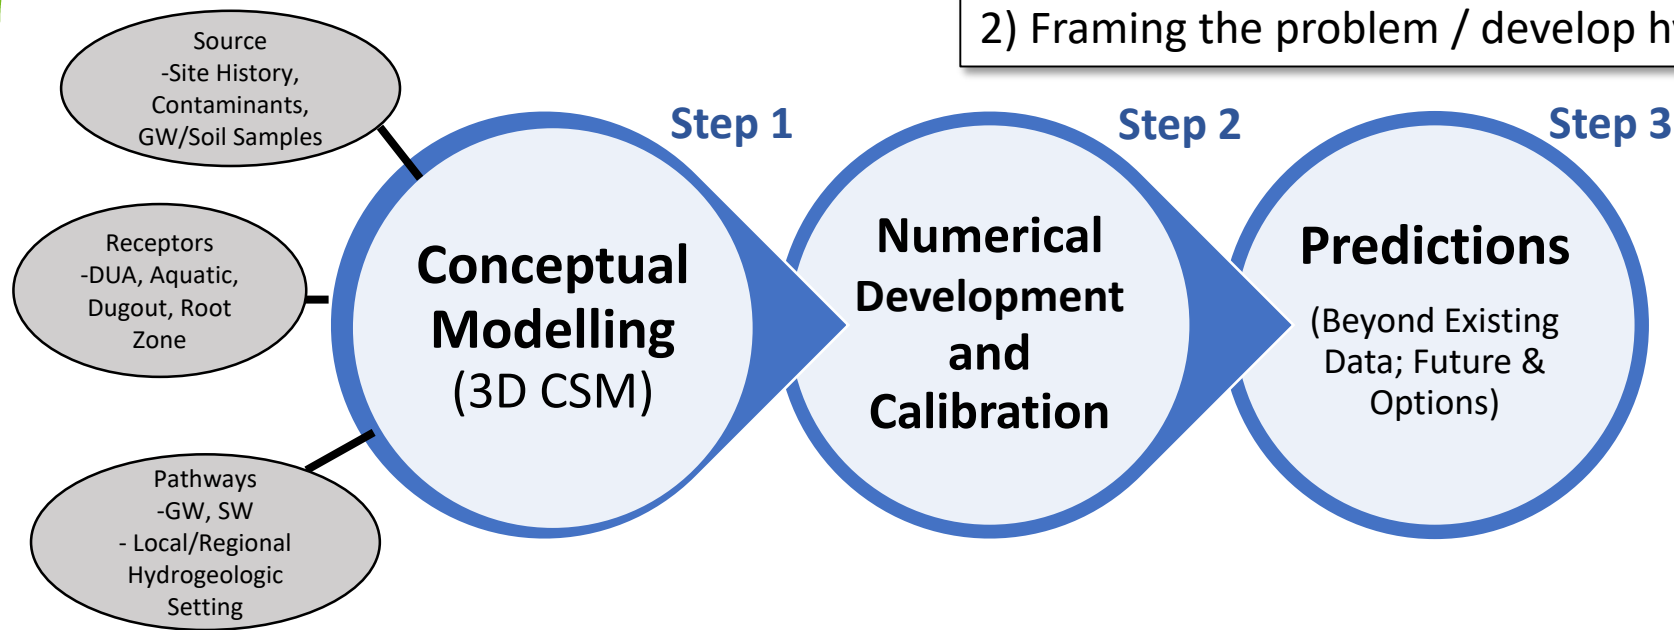 2) Framing the problem / develop
Source
-Site History,
Contaminants,
GW/Soil Samples
Receptors
-DUA, Aquatic,
Dugout, Root
Zone
Pathways
-GW, SW
- Local/Regional
Hydrogeologic
Setting
Step 1
Conceptual
Modelling
(3D CSM)
Step 2
Numerical
Development
and
Calibration
Step 3
Predictions
(Beyond Existing
Data; Future &
Options)